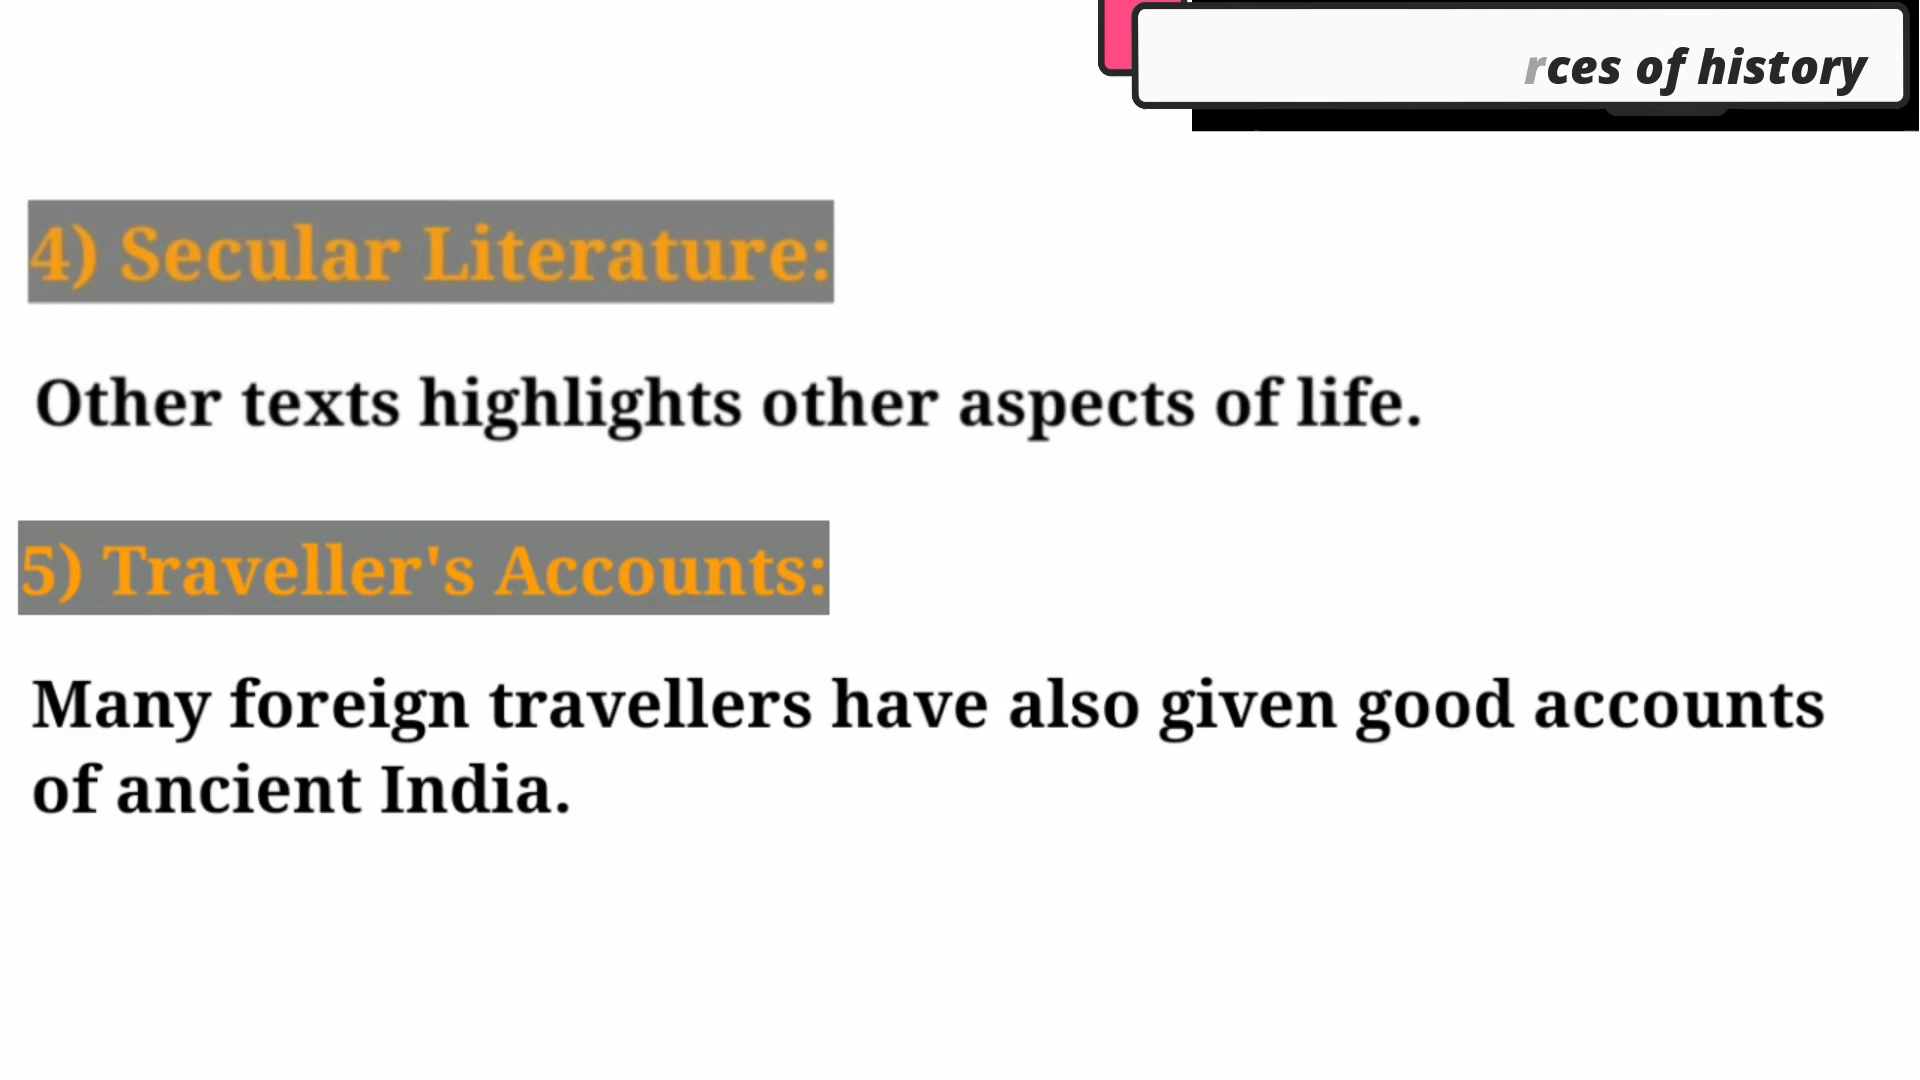 rces of history
4) Secular Literature:
Other texts highlights other aspects of life.
5) Traveller's Accounts:
Many foreign travellers have also given good accounts
of ancient India.